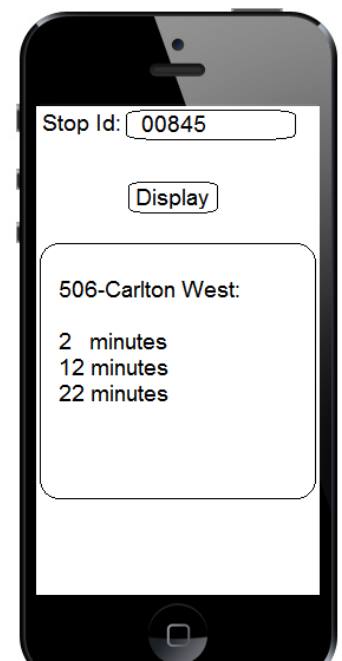 Stop Id: 00845
Display
506-Carlton West:
2 minutes
12 minutes
22 minutes